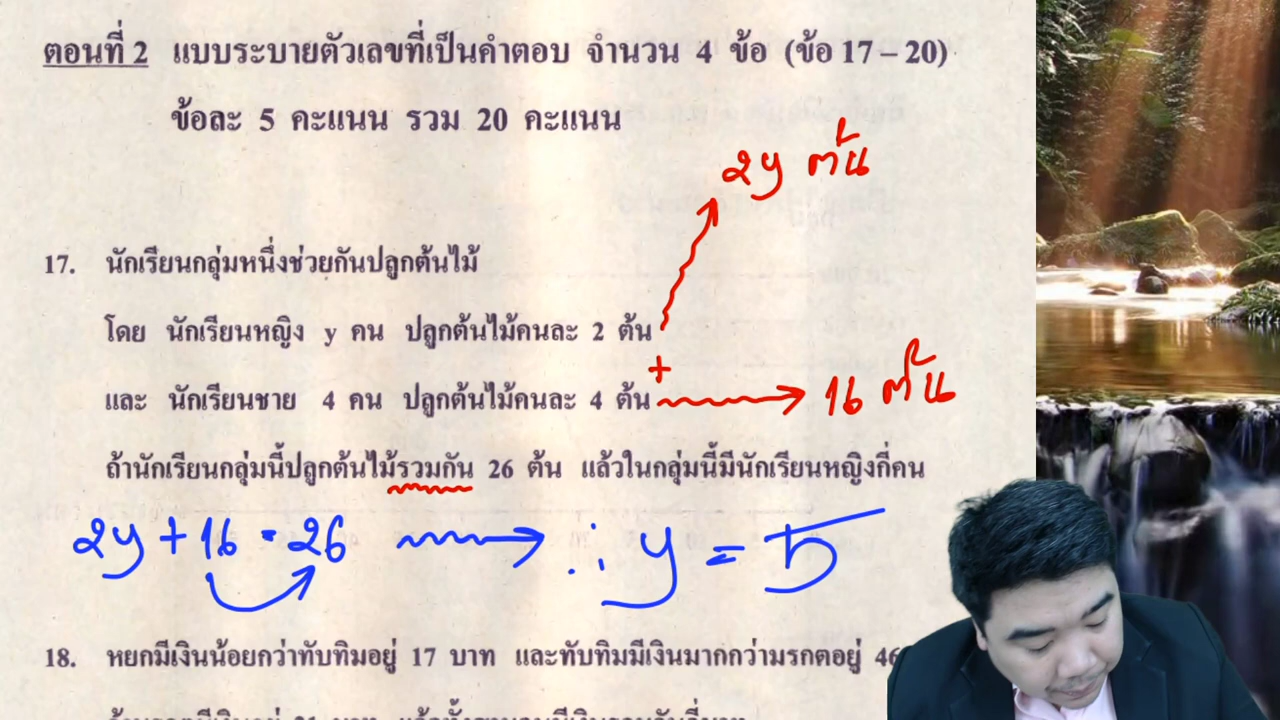 ตอนที่ 2 แบบระบายตัวเลขที่เป็นคำตอบ จำนวน 4 ข้อ (ข้อ 17 – 20)
ข้อละ 5 คะแนน รวม 20 คะแนน
2y ต้น
17. นักเรียนกลุ่มหนึ่งช่วยกันปลูกต้นไม้
โดย นักเรียนหญิง y คน ปลูกต้นไม้คนละ 2 ต้น
+
และ นักเรียนชาย 4 คน ปลูกต้นไม้คนละ 4 ต้น 16 ต้น
ถ้านักเรียนกลุ่มนี้ปลูกต้นไม้รวมกัน 26 ต้น แล้วในกลุ่มนี้มีนักเรียนหญิงกี่คน
2y + 16 = 26 ∴ y = 5
18. หยกมีเงินน้อยกว่าทับทิมอยู่ 17 บาท และทับทิมมีเงินมากกว่ามรกตอยู่ 46